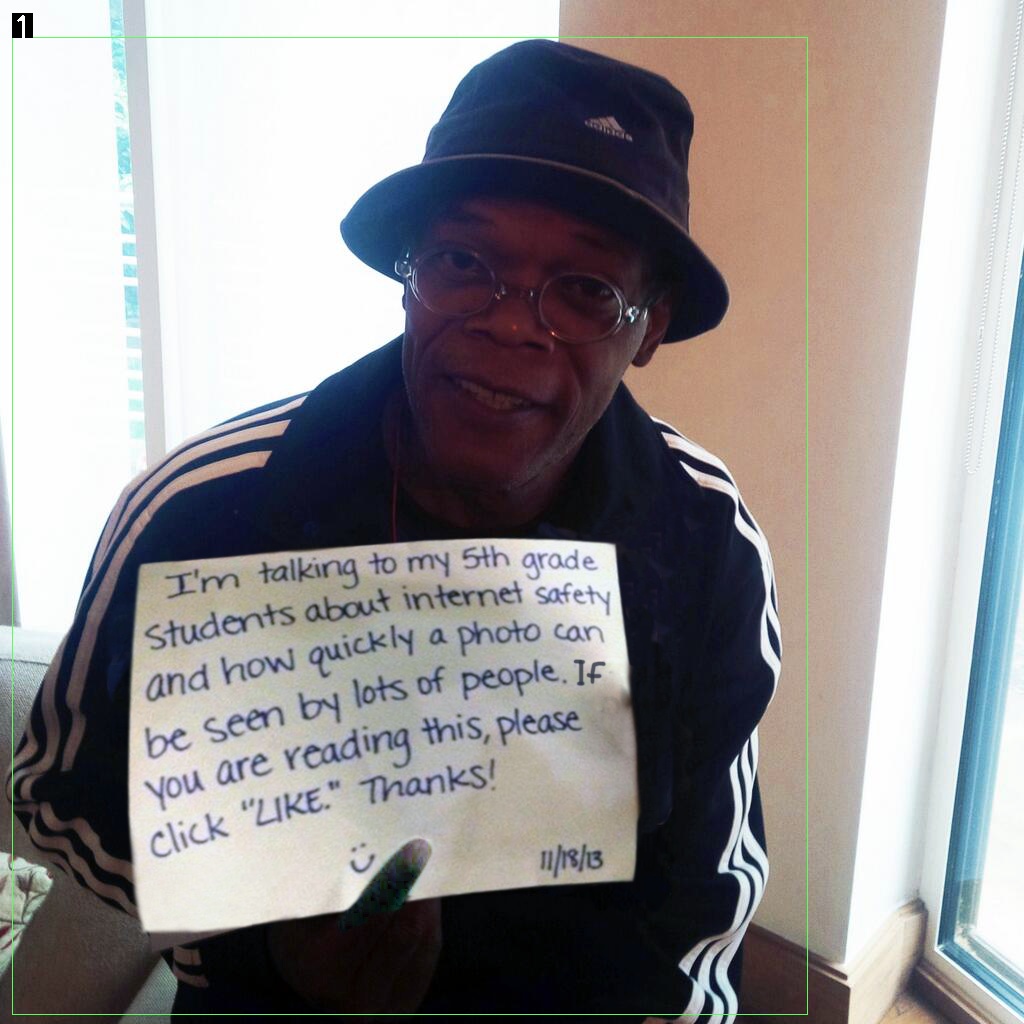 adidas
I'm talking to my 5th grade
students about internet safety
and how quickly a photo can
be seen by lots of people. If
you are reading this, please
click "LIKE." Thanks!
11/18/13
1